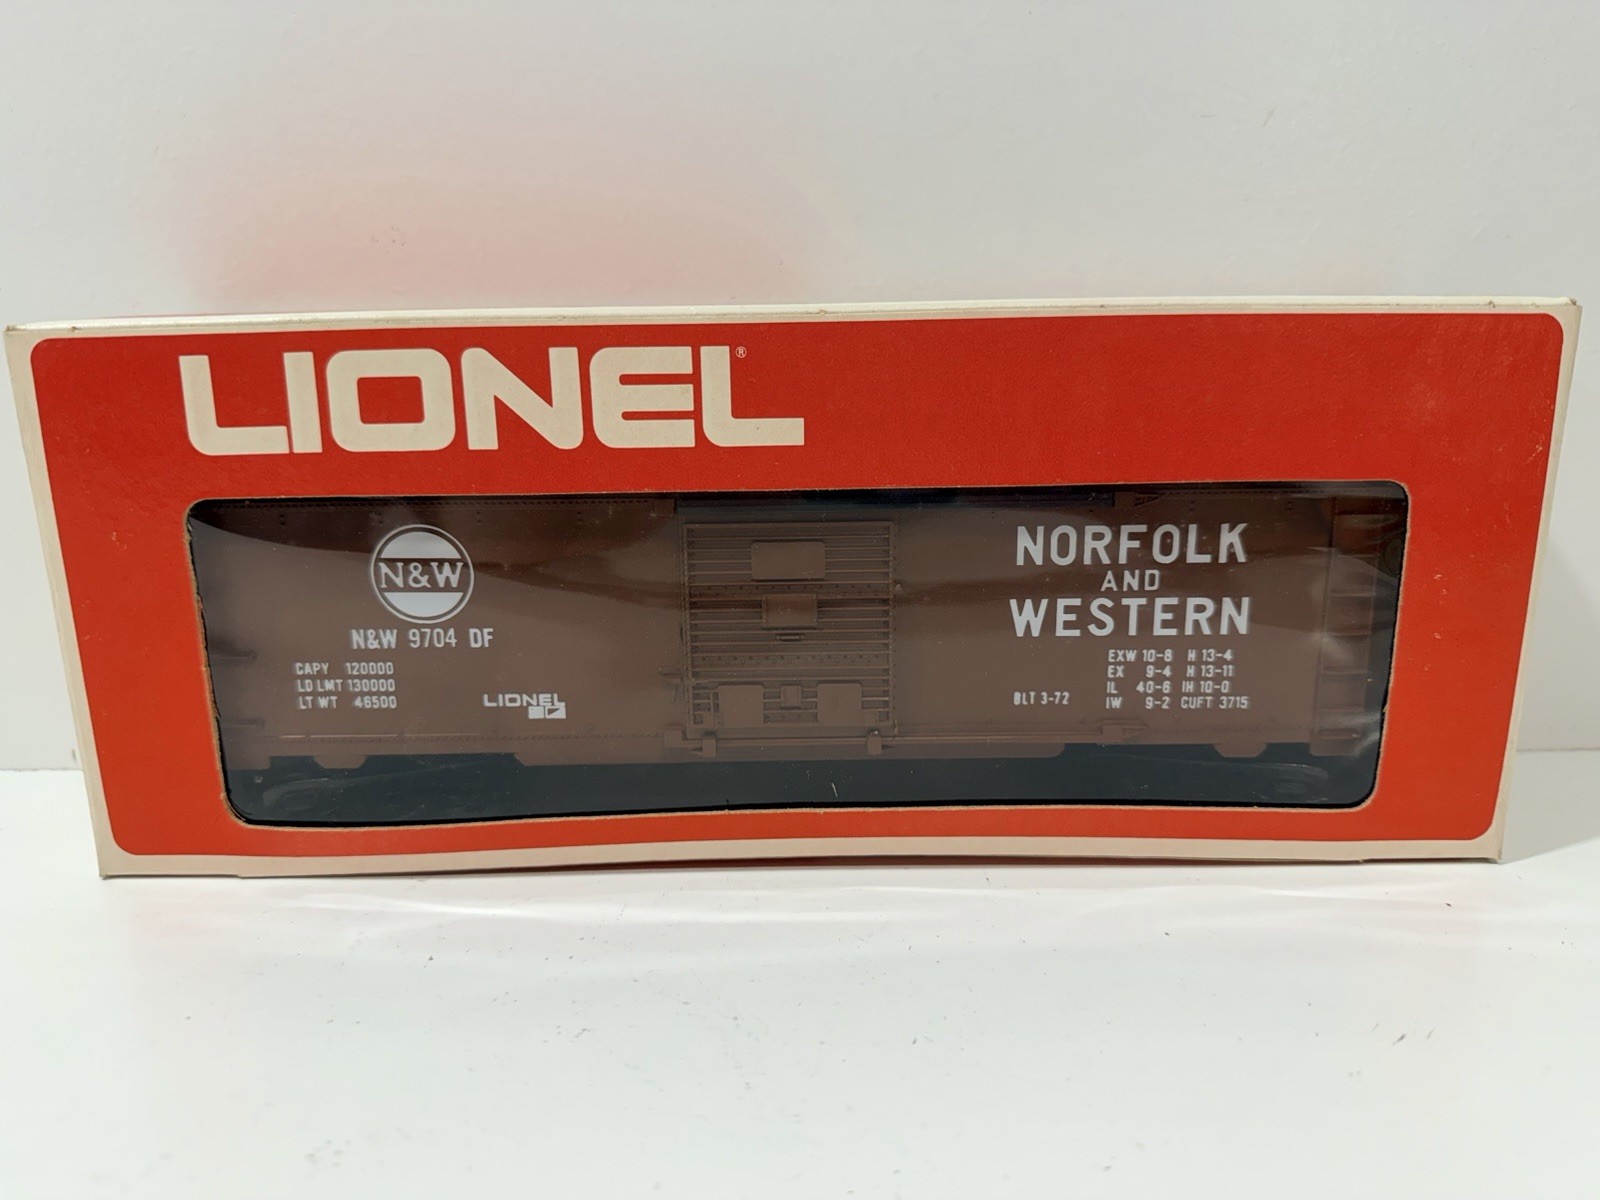 LIONEL®
N&W
N&W 9704 DF
CAPY 120000
LD LMT 130000
LT WT 46500
LIONEL
NORFOLK
AND
WESTERN
EXW 10-8 H 13-4
EX 9-4 H 13-11
IL 40-6 IH 10-0
IW 9-2 CUFT 3715
BLT 3-72